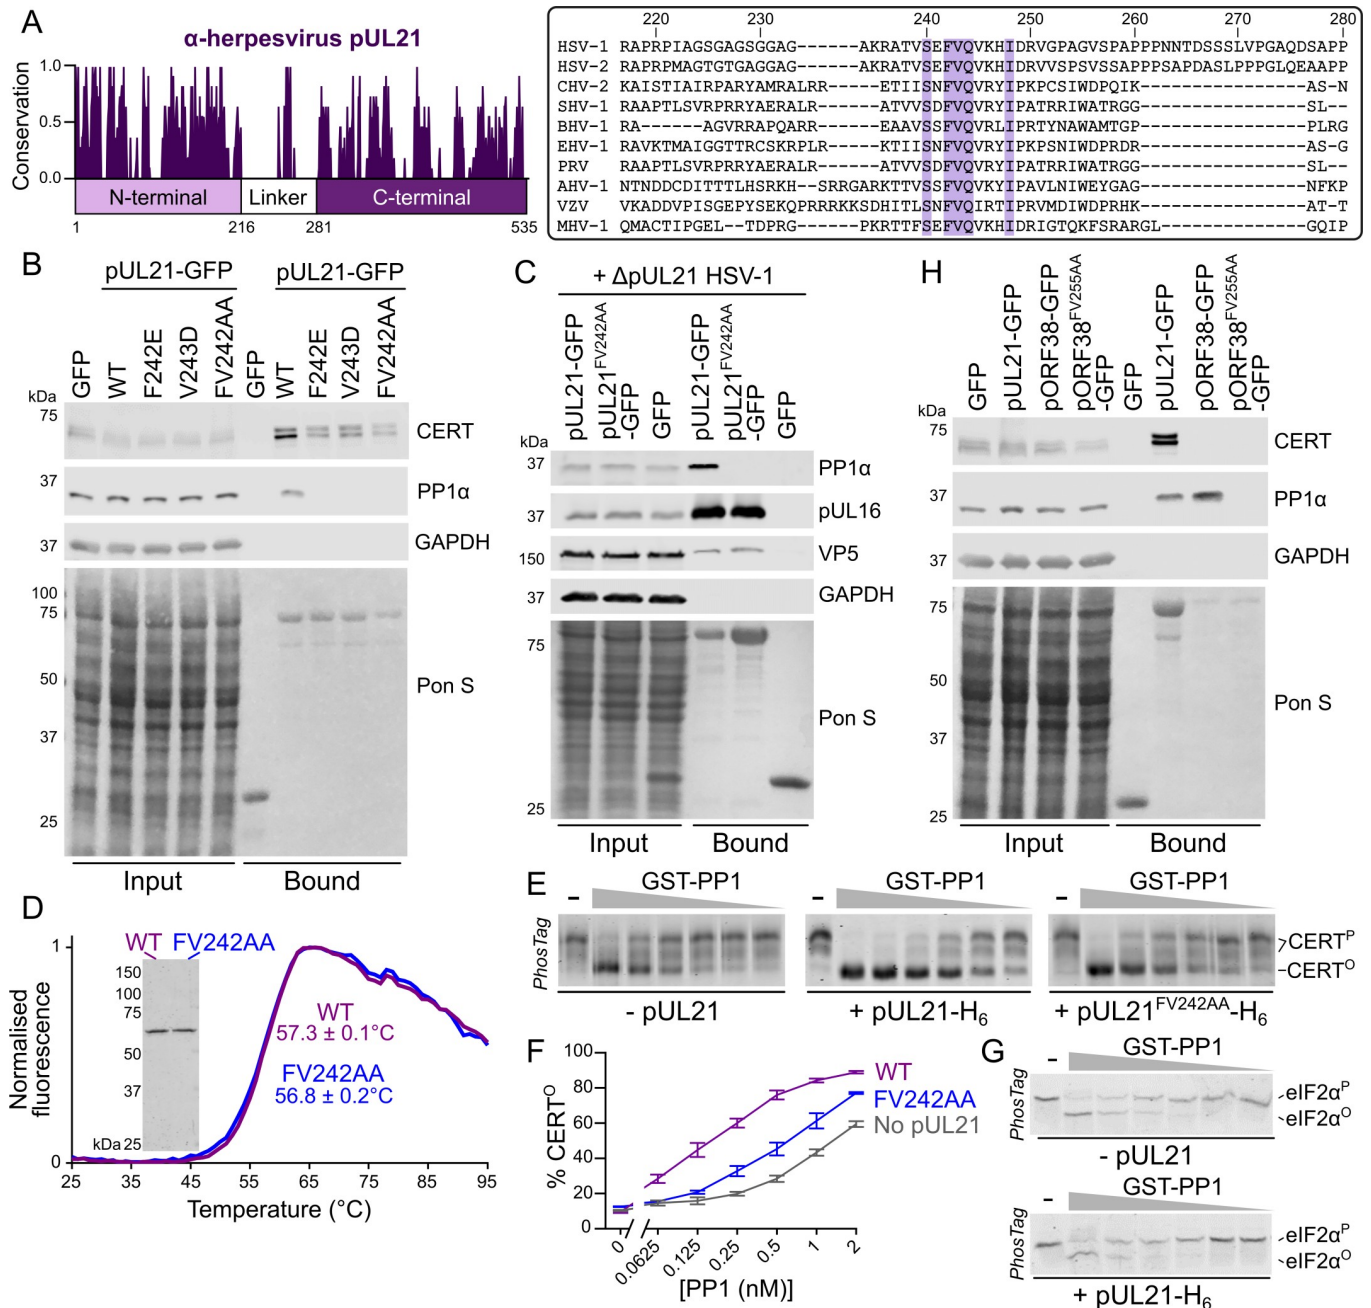 A
α-herpesvirus pUL21
Conservation
1.0
0.5
0.0
N-terminal
Linker
C-terminal
1
216
281
535
220 230 240 250 260 270 280
HSV-1 RAPRPIAGSGAGSGGAG------AKRATVSEFVQVKHIDRVGPAGVSPAPPPNNTDSSSLVPGAQDSAPP
HSV-2 RAPRPMAGTGTGAGGAG------AKRATVSEFVQVKHIDRVVSPSVSSAPPPSAPDASLPPPGLQEAAPP
CHV-2 KAISTIAIRPARYAMRALRR---ETIISNFVQVRYIPKPCSIWDPQIK----------------AS-N
SHV-1 RAAPTLSVRPRRYAERALR----ATVVSDFVQVRYIPATRRIWATRGG----------------SL--
BHV-1 RA-----AGVRRAPQARR-----EAAVSSFVQVRLIPRTYNAWAMTGP----------------PLRG
EHV-1 RAVKTMAIGGTTRCSKRPLR---KTIISNFVQVKYIPRNYSIWDPRDR----------------AS-G
PRV RAAPTLSVRPRRYAERALR----ATVVSDFVQVRYIPATRRIWATRGG----------------SL--
AHV-1 NTNDDCDITTTLHSRKH--SRRGARKTTVSSFVQVKYIPAVLNIWEYGAG--------------NFKP
VZV VKADDVPISGEPYSEKQPRRRKKSDHITLSNFVQIRTIPRVMDIWDPRHK--------------AT-T
MHV-1 QMACTIPGEL--TDPRG------PKRTTFSEFVQVKHIDRIGTQKFSRARGL------------GQIP
B
pUL21-GFP pUL21-GFP
GFP WT F242E V243D FV242AA GFP WT F242E V243D FV242AA
kDa
75
CERT
37
PP1α
37
GAPDH
100
75
50
37
25
Pon S
Input Bound
C
+ ΔpUL21 HSV-1
pUL21-GFP pUL21FV242AA-GFP GFP pUL21-GFP pUL21FV242AA-GFP GFP
kDa
37
PP1α
37
pUL16
150
VP5
37
GAPDH
75
25
Pon S
Input Bound
H
GFP pUL21-GFP pORF38-GFP pORF38FV255AA-GFP GFP pUL21-GFP pORF38-GFP pORF38FV255AA-GFP
kDa
75
CERT
37
PP1α
37
GAPDH
75
50
37
25
Pon S
Input Bound
D
Normalised
fluorescence
1
0
WT FV242AA
150
100
75
50
37
kDa 25
WT
57.3 ± 0.1°C
FV242AA
56.8 ± 0.2°C
25 35 45 55 65 75 85 95
Temperature (°C)
E
- GST-PP1 - GST-PP1 - GST-PP1
PhosTag
CERTP
CERTO
- pUL21 + pUL21-H6 + pUL21FV242AA-H6
F
% CERTO
100
80
60
40
20
0
WT
FV242AA
No pUL21
0 0.0625 0.125 0.25 0.5 1 2
[PP1 (nM)]
G
- GST-PP1
PhosTag
eIF2αP
eIF2αO
- pUL21
- GST-PP1
PhosTag
eIF2αP
eIF2αO
+ pUL21-H6